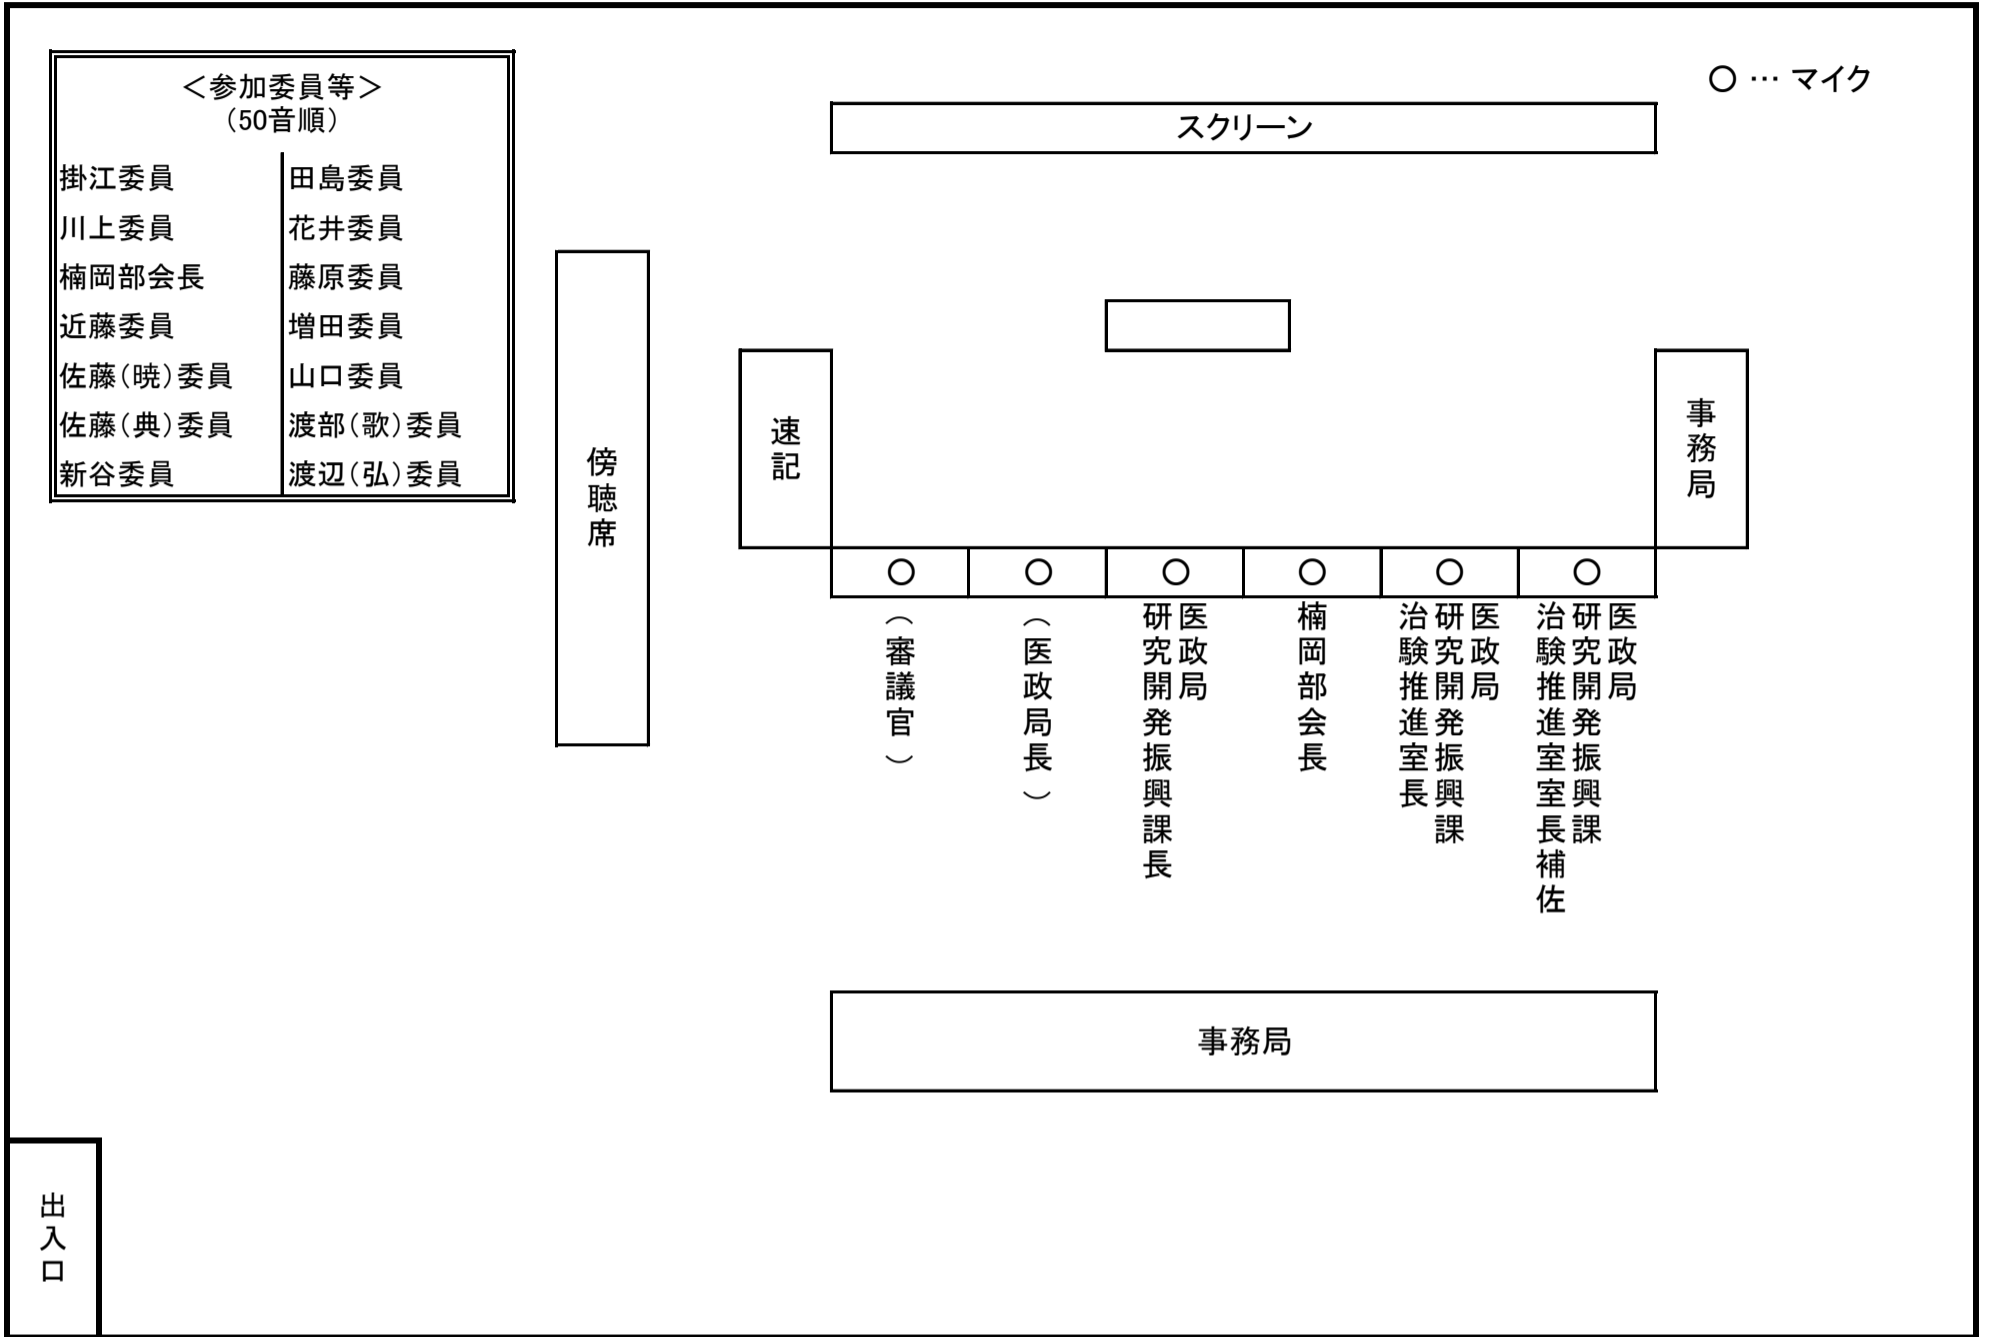 ＜参加委員等＞
（50音順）
掛江委員
川上委員
楠岡部会長
近藤委員
佐藤（暁）委員
佐藤（典）委員
新谷委員
田島委員
花井委員
藤原委員
増田委員
山口委員
渡部（歌）委員
渡辺（弘）委員
○ … マイク
スクリーン
傍聴席
速記
事務局
○ ○ ○ ○ ○ ○
（審議官）
（医政局長）
医政局
研究開発振興課長
楠岡部会長
医政局
研究開発振興課
治験推進室長
医政局
研究開発振興課
治験推進室室長補佐
事務局
出入口